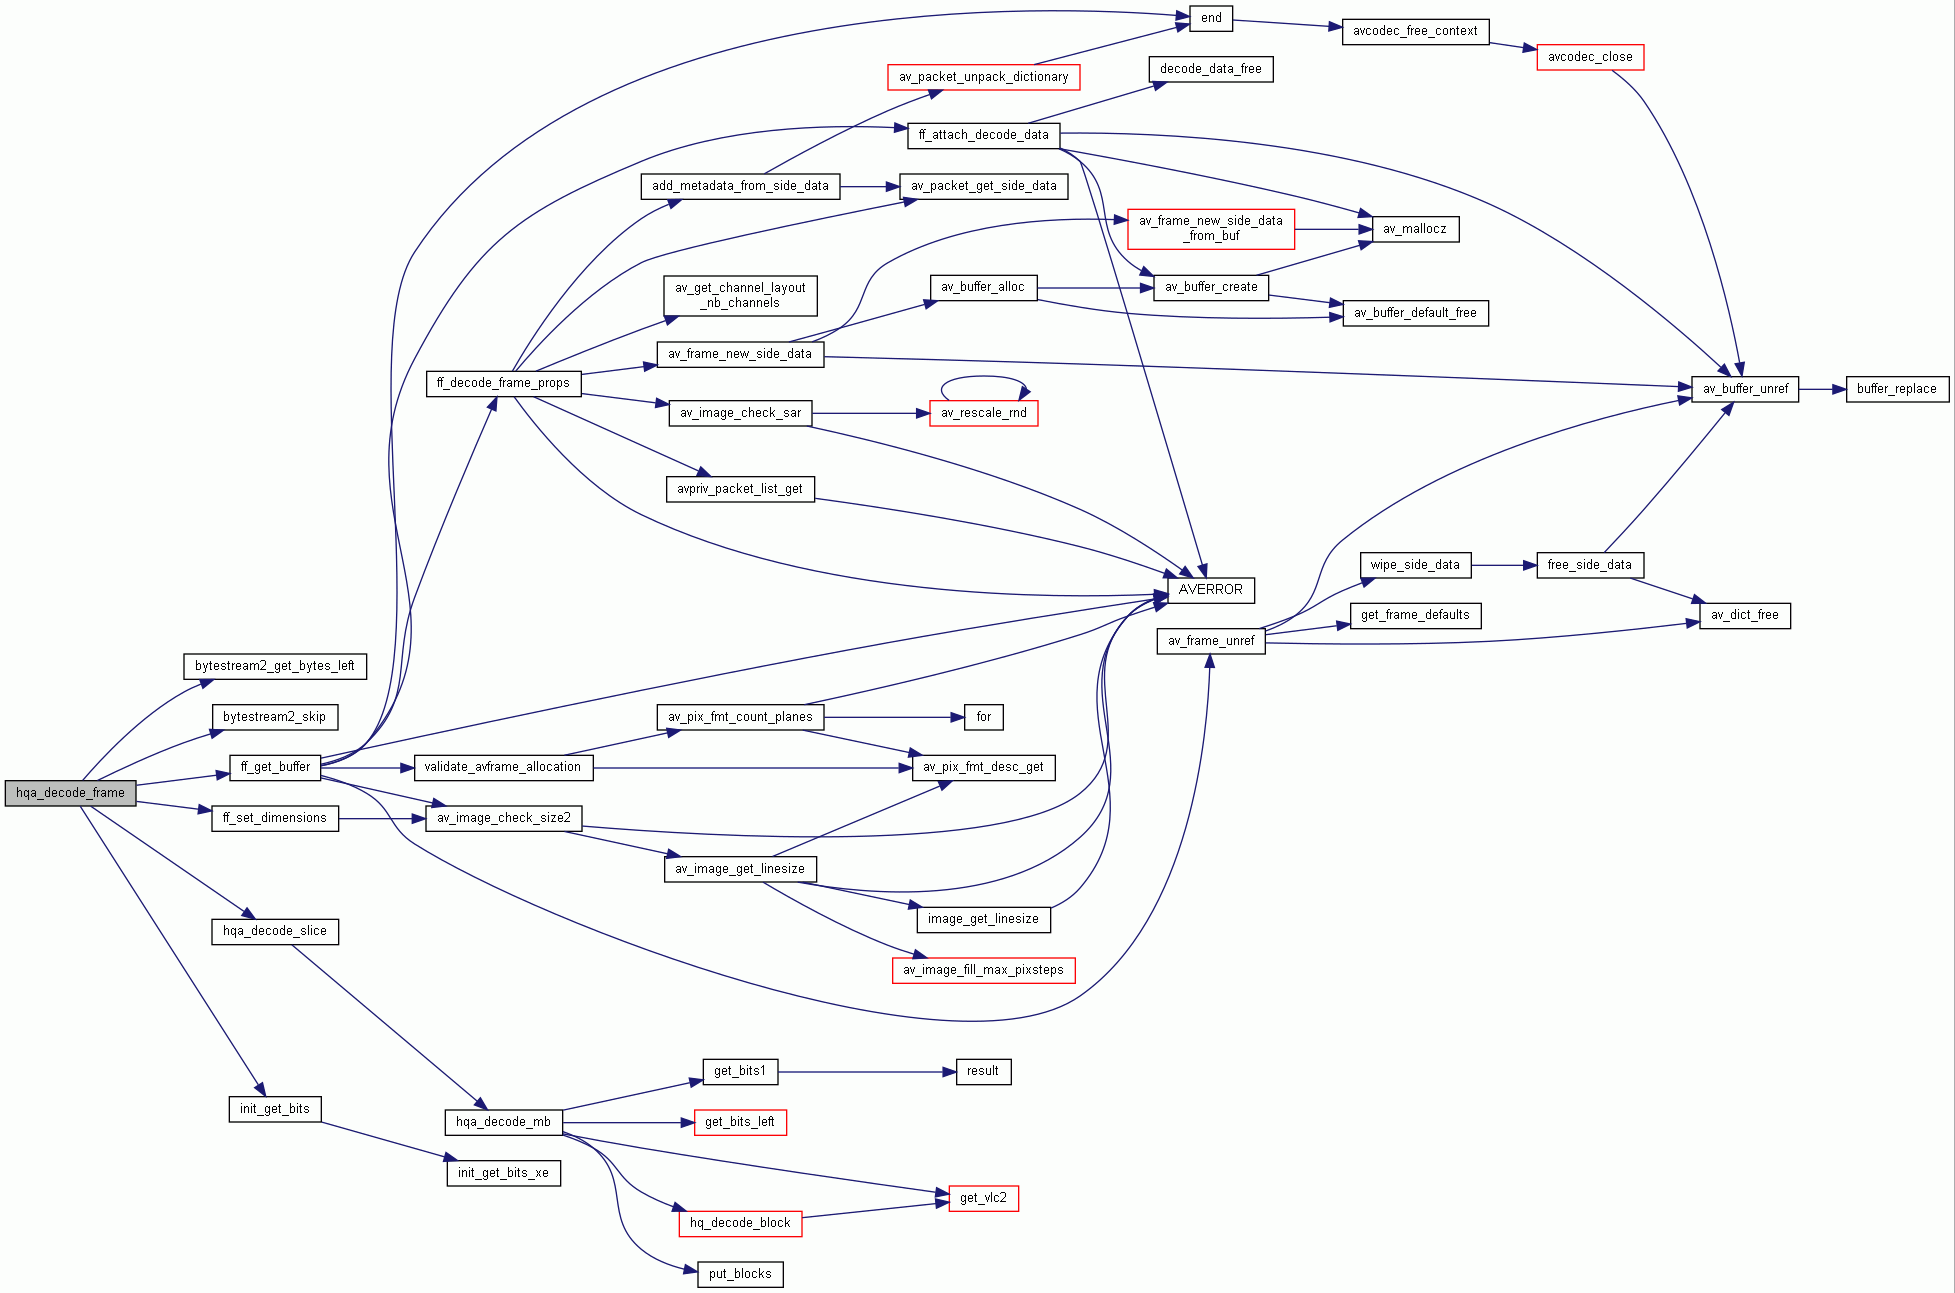 end
avcodec_free_context
avcodec_close
av_packet_unpack_dictionary
decode_data_free
ff_attach_decode_data
add_metadata_from_side_data
av_packet_get_side_data
av_frame_new_side_data
_from_buf
av_mallocz
av_get_channel_layout
_nb_channels
av_buffer_alloc
av_buffer_create
av_buffer_default_free
av_frame_new_side_data
ff_decode_frame_props
av_image_check_sar
av_rescale_rnd
av_buffer_unref
buffer_replace
avpriv_packet_list_get
AVERROR
wipe_side_data
free_side_data
get_frame_defaults
av_dict_free
av_frame_unref
bytestream2_get_bytes_left
bytestream2_skip
av_pix_fmt_count_planes
for
ff_get_buffer
validate_avframe_allocation
av_pix_fmt_desc_get
hqa_decode_frame
ff_set_dimensions
av_image_check_size2
av_image_get_linesize
image_get_linesize
hqa_decode_slice
av_image_fill_max_pixsteps
get_bits1
result
init_get_bits
hqa_decode_mb
get_bits_left
init_get_bits_xe
get_vlc2
hq_decode_block
put_blocks